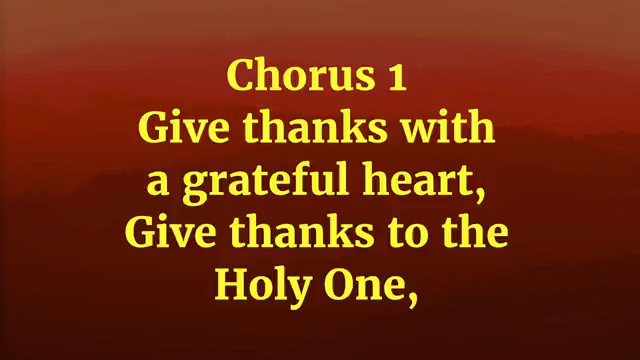 Chorus 1
Give thanks with
a grateful heart,
Give thanks to the
Holy One,